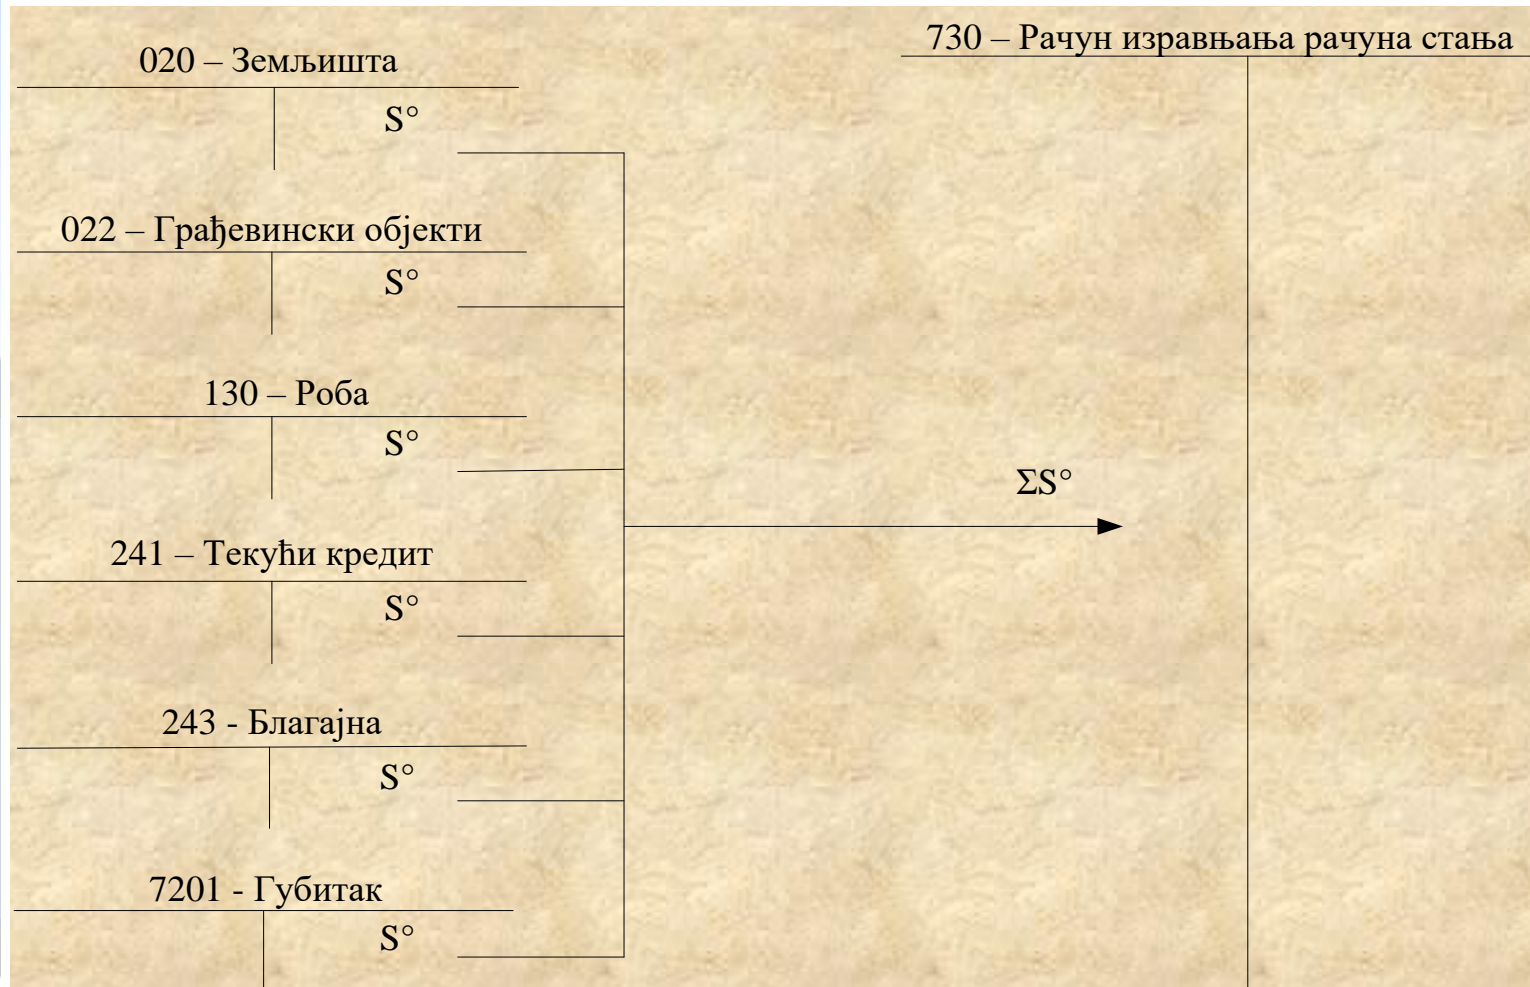 730 – Рачун изравњања рачуна стања
020 – Земљишта
S°
022 – Грађевински објекти
S°
130 – Роба
S°
ΣS°
241 – Текући кредит
S°
243 - Благајна
S°
7201 - Губитак
S°